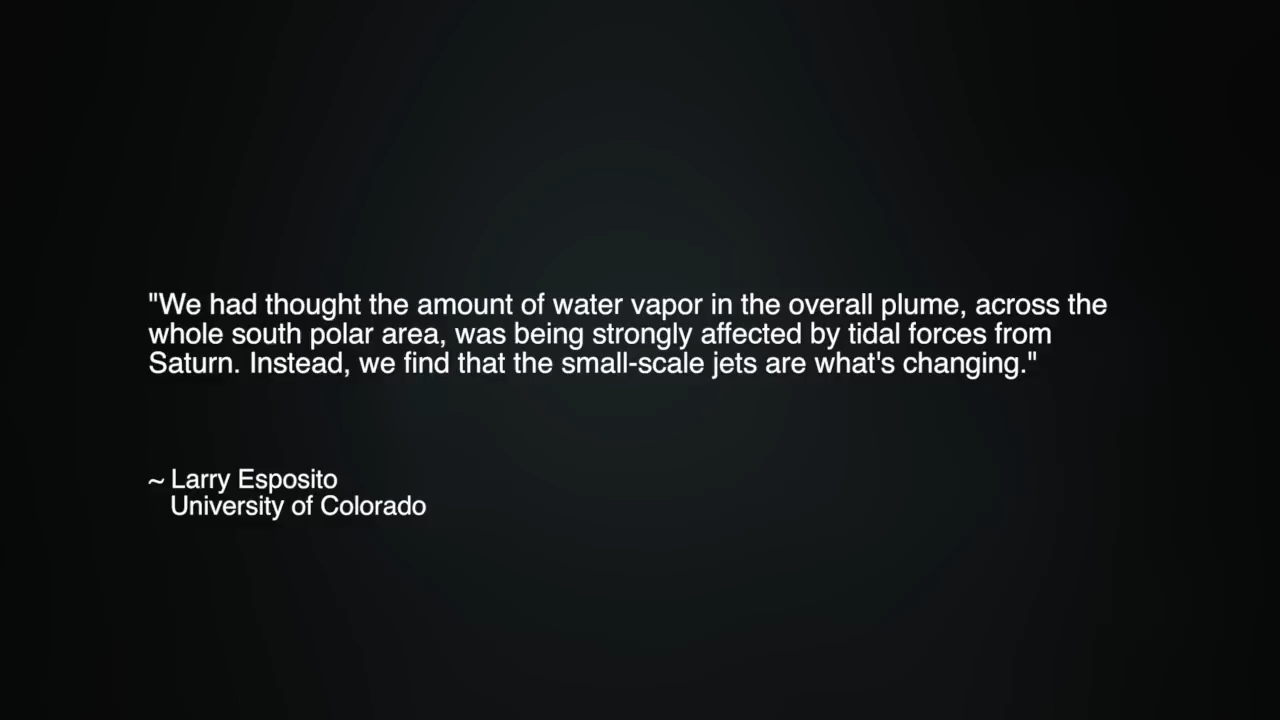 "We had thought the amount of water vapor in the overall plume, across the
whole south polar area, was being strongly affected by tidal forces from
Saturn. Instead, we find that the small-scale jets are what's changing."
~ Larry Esposito
University of Colorado